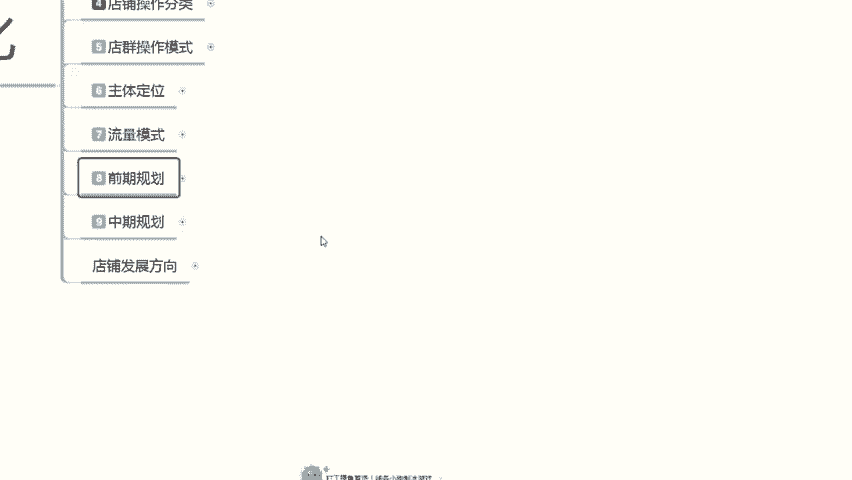 4 店铺操作分类
5 店群操作模式
6 主体定位
7 流量模式
8 前期规划
9 中期规划
店铺发展方向